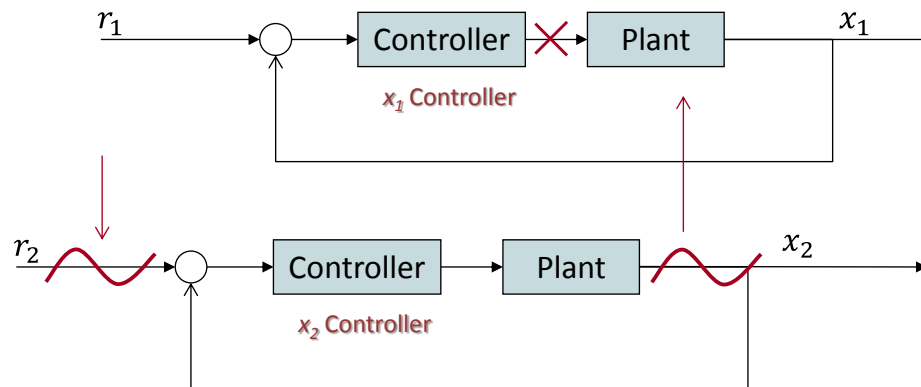 r₁ x₁
Controller Plant
x₁ Controller
r₂ x₂
Controller Plant
x₂ Controller